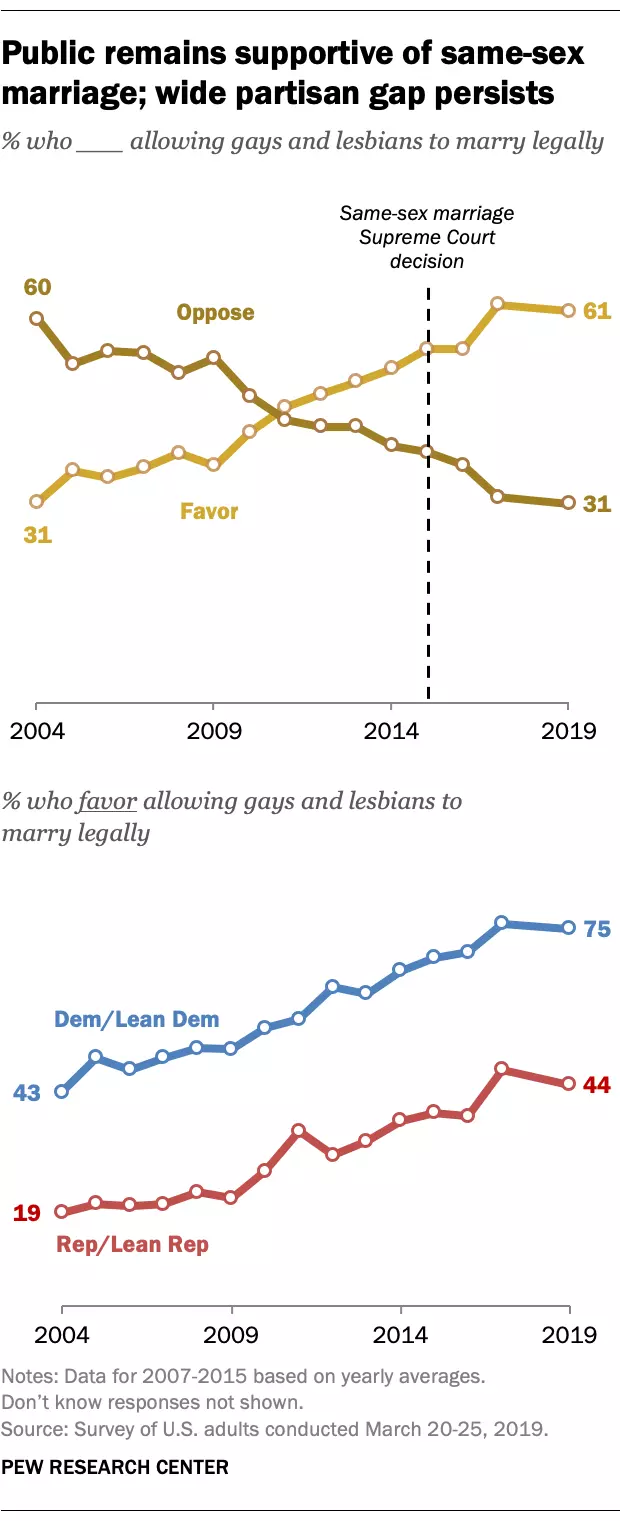 Public remains supportive of same-sex
marriage; wide partisan gap persists
% who ___ allowing gays and lesbians to marry legally
Same-sex marriage
Supreme Court
decision
60
Oppose
61
Favor
31
31
2004
2009
2014
2019
% who favor allowing gays and lesbians to
marry legally
75
Dem/Lean Dem
43
44
19
Rep/Lean Rep
2004
2009
2014
2019
Notes: Data for 2007-2015 based on yearly averages.
Don’t know responses not shown.
Source: Survey of U.S. adults conducted March 20-25, 2019.
PEW RESEARCH CENTER